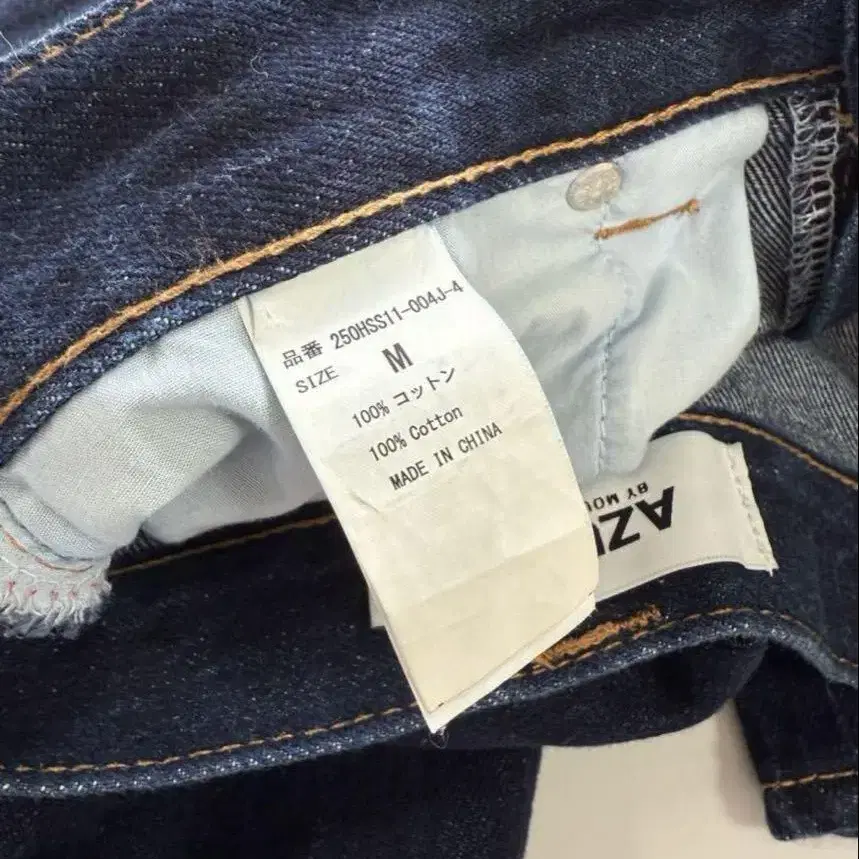 品番 250HSS11-004J-4
SIZE M
100% コットン
100% Cotton
MADE IN CHINA
AZU
BY MOU